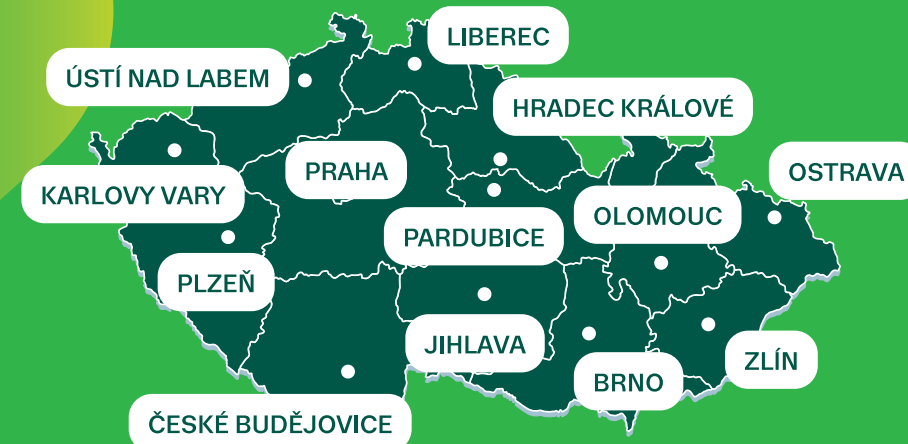 LIBEREC
ÚSTÍ NAD LABEM
HRADEC KRÁLOVÉ
PRAHA
OSTRAVA
KARLOVY VARY
OLOMOUC
PARDUBICE
PLZEŇ
JIHLAVA
ZLÍN
BRNO
ČESKÉ BUDĚJOVICE